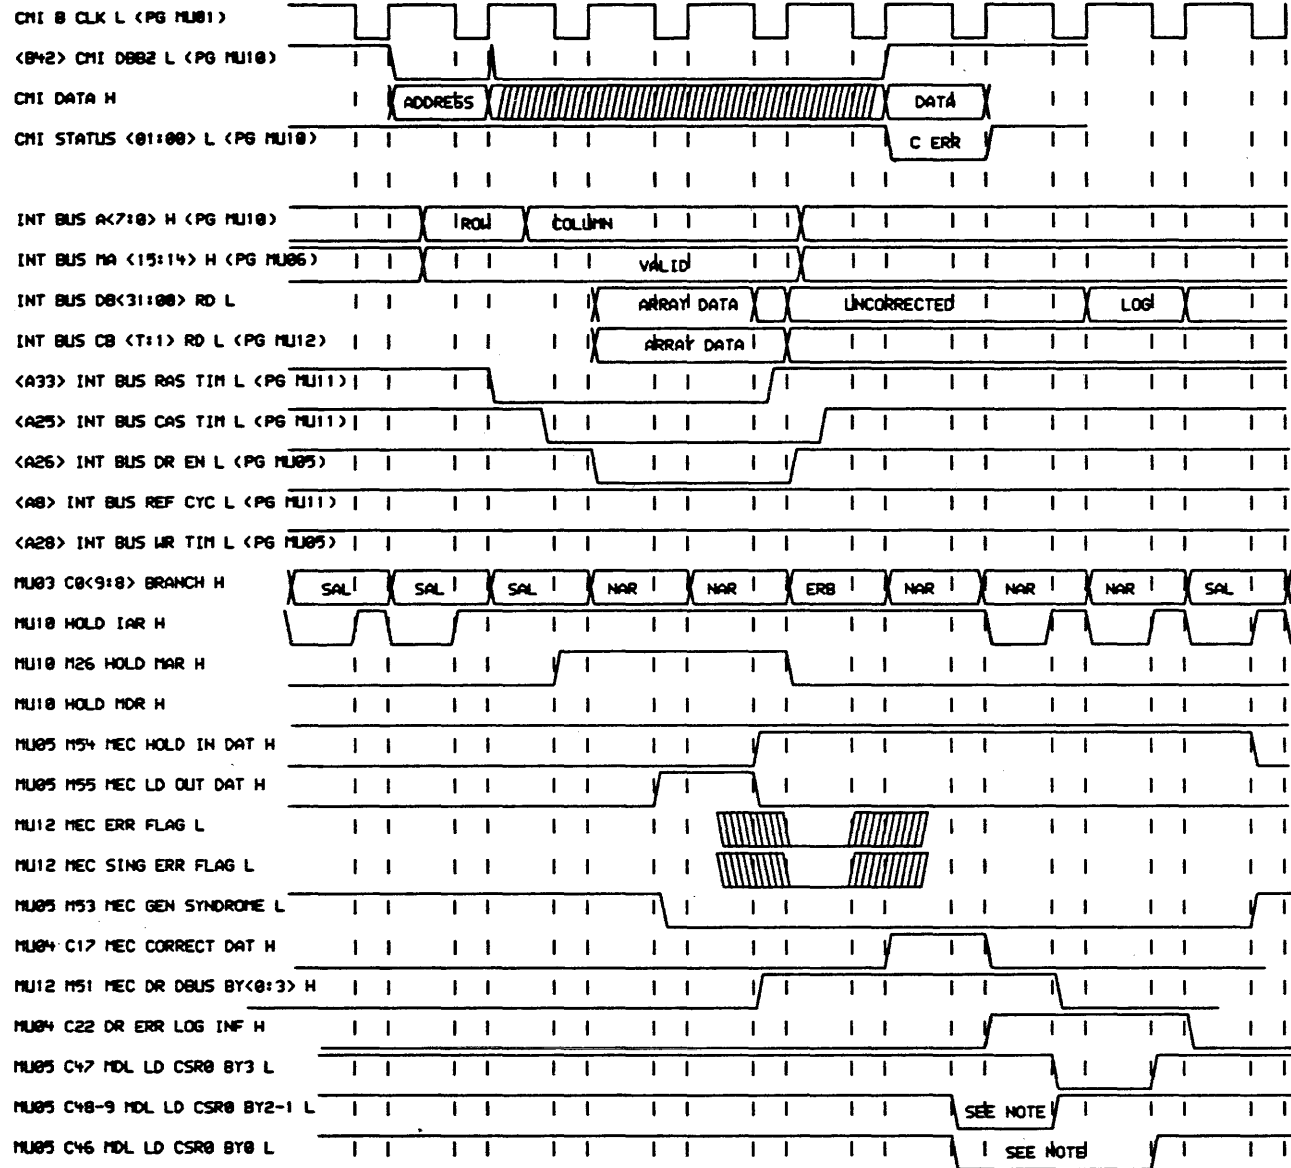 CMI B CLK L (PG MU01)
<B42> CMI DBBZ L (PG MU10)
CMI DATA H ADDRESS DATA
CMI STATUS <01:00> L (PG MU10) C ERR
INT BUS A<7:0> H (PG MU10) ROW COLUMN
INT BUS MA <15:14> H (PG MU06) VALID
INT BUS DB<31:00> RD L ARRAY DATA UNCORRECTED LOG
INT BUS CB <T:1> RD L (PG MU12) ARRAY DATA
<A33> INT BUS RAS TIM L (PG MU11)
<A25> INT BUS CAS TIM L (PG MU11)
<A26> INT BUS DR EN L (PG MU05)
<A8> INT BUS REF CYC L (PG MU11)
<A28> INT BUS WR TIM L (PG MU05)
MU03 C0<9:8> BRANCH H SAL SAL SAL NAR NAR ERB NAR NAR NAR SAL
MU10 HOLD IAR H
MU10 M26 HOLD MAR H
MU10 HOLD MDR H
MU05 M54 MEC HOLD IN DAT H
MU05 M55 MEC LD OUT DAT H
MU12 MEC ERR FLAG L
MU12 MEC SING ERR FLAG L
MU05 M53 MEC GEN SYNDROME L
MU04 C17 MEC CORRECT DAT H
MU12 M51 MEC DR DBUS BY<0:3> H
MU04 C22 DR ERR LOG INF H
MU05 C47 MDL LD CSR0 BY3 L
MU05 C48-9 MDL LD CSR0 BY2-1 L SEE NOTE
MU05 C46 MDL LD CSR0 BY0 L SEE NOTE